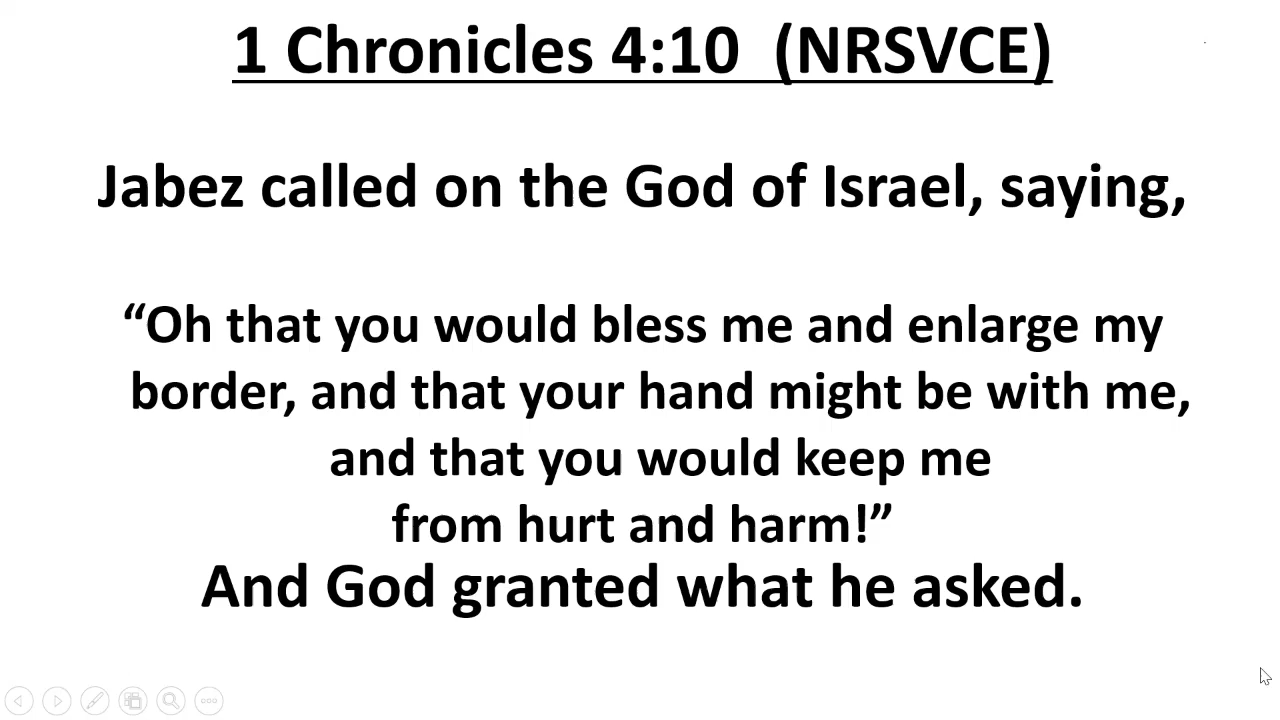 1 Chronicles 4:10  (NRSVCE)
Jabez called on the God of Israel, saying,
“Oh that you would bless me and enlarge my
border, and that your hand might be with me,
and that you would keep me
from hurt and harm!”
And God granted what he asked.